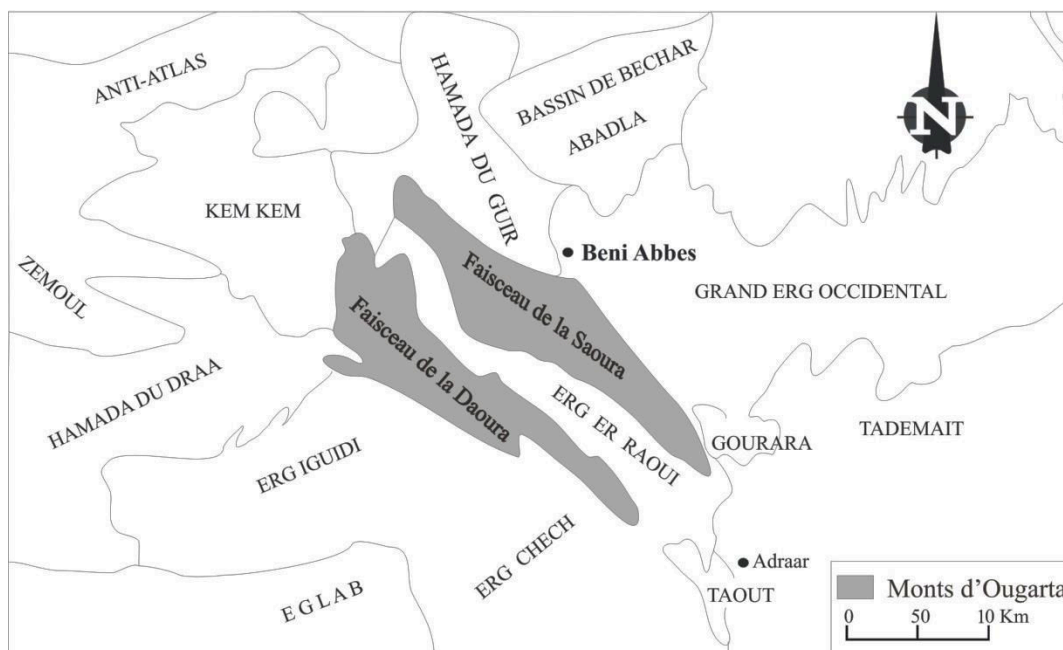 ANTI-ATLAS
HAMADA DU GUIR
BASSIN DE BECHAR
ABADLA
N
KEM KEM
Beni Abbes
ZEMOUL
Faisceau de la Saoura
GRAND ERG OCCIDENTAL
Faisceau de la Daoura
HAMADA DU DRAA
ERG ER RAOUI
GOURARA
TADEMAIT
ERG IGUIDI
ERG CHECH
Adraar
EGLAB
TAOUT
Monts d’Ougarta
0 50 10 Km